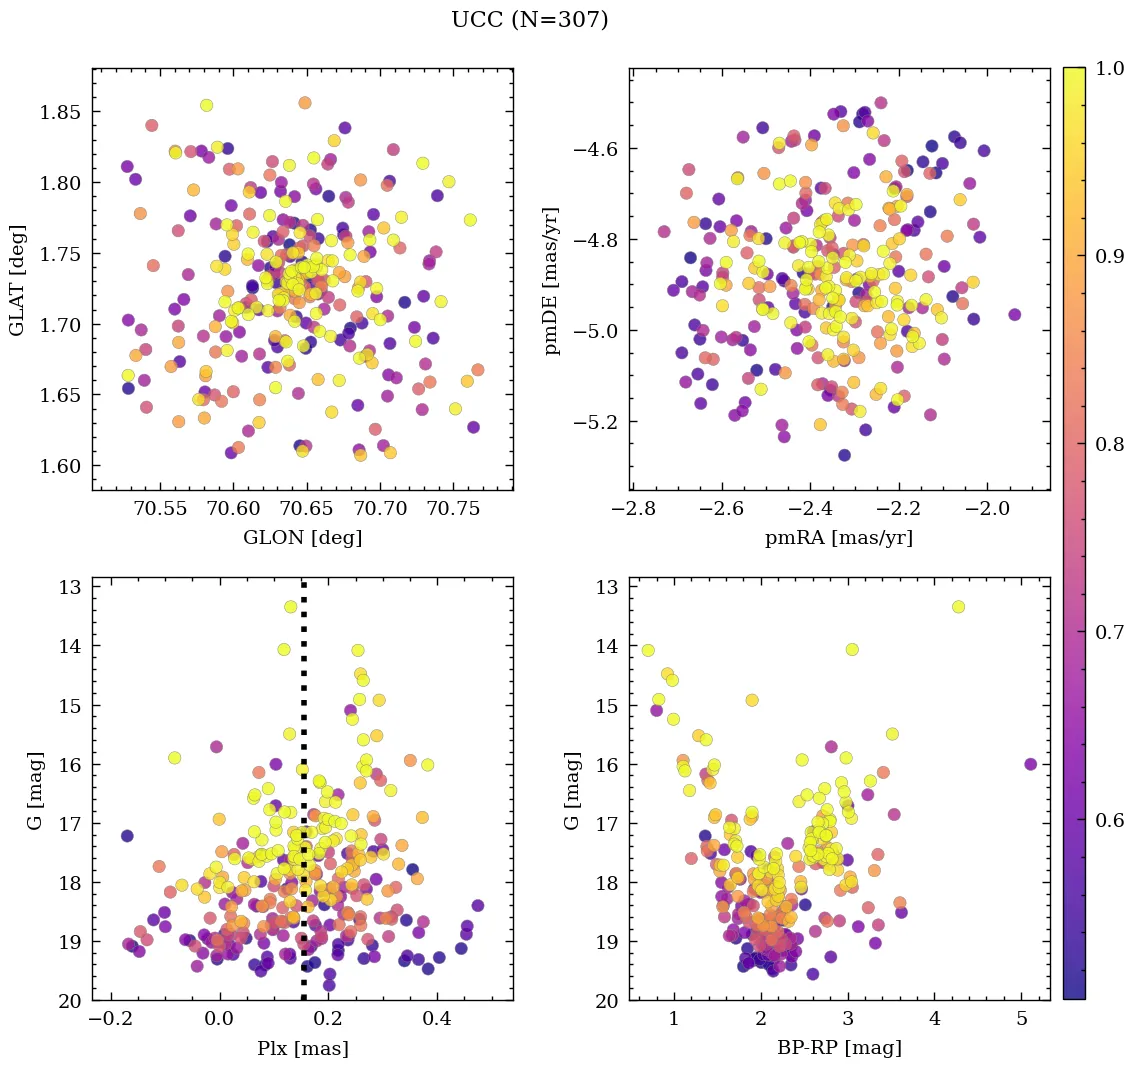 UCC (N=307)
1.85
1.80
1.75
1.70
1.65
1.60
GLAT [deg]
70.55 70.60 70.65 70.70 70.75
GLON [deg]
−4.6
−4.8
−5.0
−5.2
pmDE [mas/yr]
−2.8 −2.6 −2.4 −2.2 −2.0
pmRA [mas/yr]
1.0
0.9
0.8
0.7
0.6
13
14
15
16
17
18
19
20
G [mag]
−0.2 0.0 0.2 0.4
Plx [mas]
13
14
15
16
17
18
19
20
G [mag]
1 2 3 4 5
BP-RP [mag]